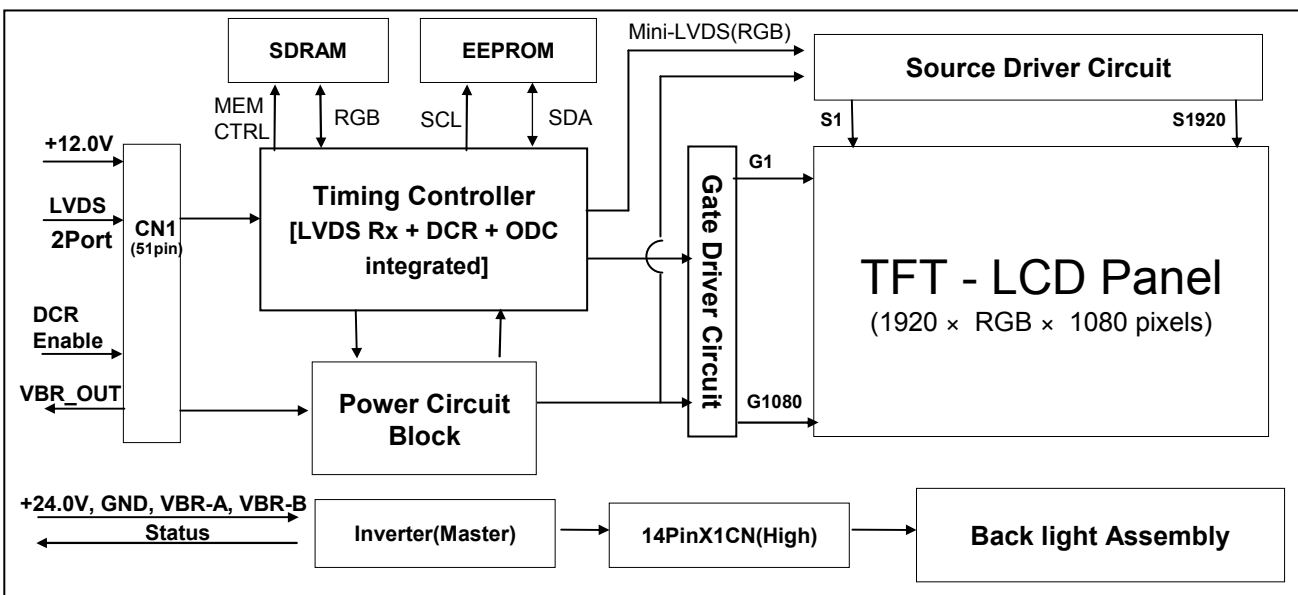 Mini-LVDS(RGB)
SDRAM
EEPROM
Source Driver Circuit
MEM
CTRL
RGB
SCL
SDA
S1
S1920
+12.0V
LVDS
2Port
CN1
(51pin)
Timing Controller
[LVDS Rx + DCR + ODC
integrated]
G1
Gate Driver Circuit
TFT - LCD Panel
(1920 × RGB × 1080 pixels)
DCR
Enable
VBR_OUT
Power Circuit
Block
G1080
+24.0V, GND, VBR-A, VBR-B
Status
Inverter(Master)
14PinX1CN(High)
Back light Assembly